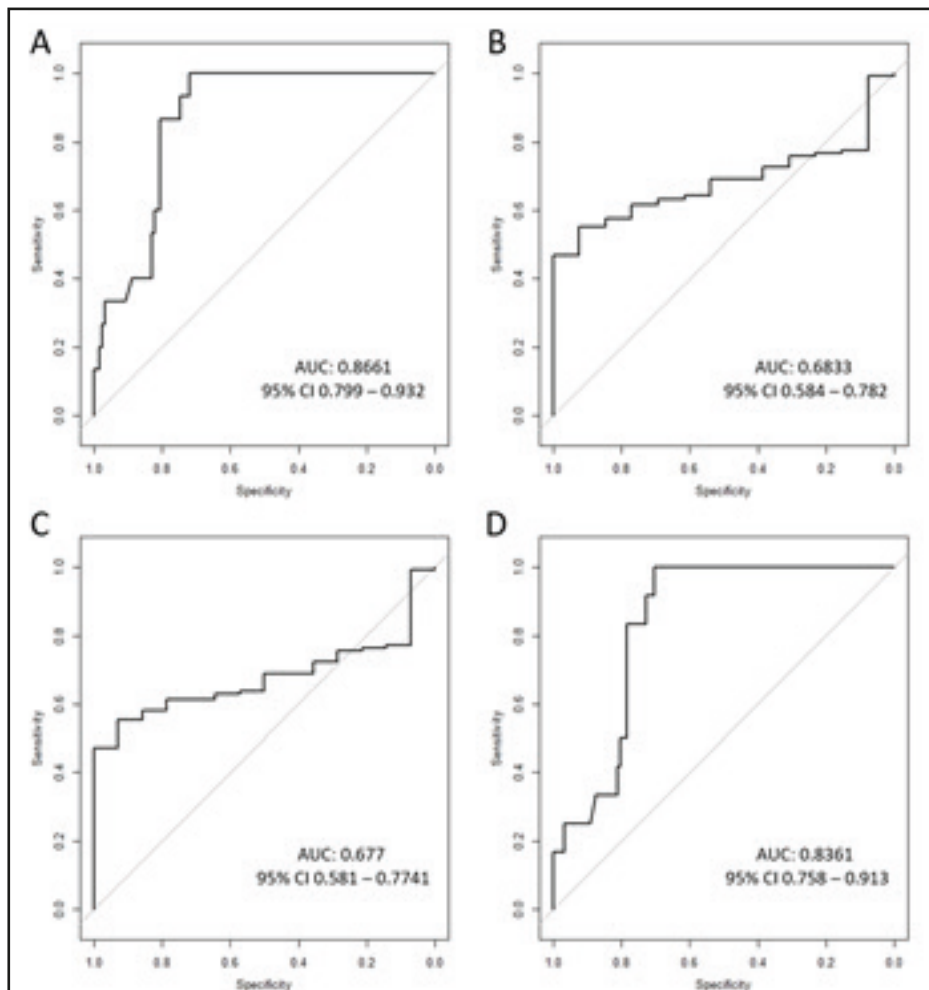 A
1.0
0.8
0.6
0.4
0.2
0.0
Sensitivity
AUC: 0.8661
95% CI 0.799 – 0.932
1.0 0.8 0.6 0.4 0.2 0.0
Specificity
B
1.0
0.8
0.6
0.4
0.2
0.0
Sensitivity
AUC: 0.6833
95% CI 0.584 – 0.782
1.0 0.8 0.6 0.4 0.2 0.0
Specificity
C
1.0
0.8
0.6
0.4
0.2
0.0
Sensitivity
AUC: 0.677
95% CI 0.581 – 0.7741
1.0 0.8 0.6 0.4 0.2 0.0
Specificity
D
1.0
0.8
0.6
0.4
0.2
0.0
Sensitivity
AUC: 0.8361
95% CI 0.758 – 0.913
1.0 0.8 0.6 0.4 0.2 0.0
Specificity